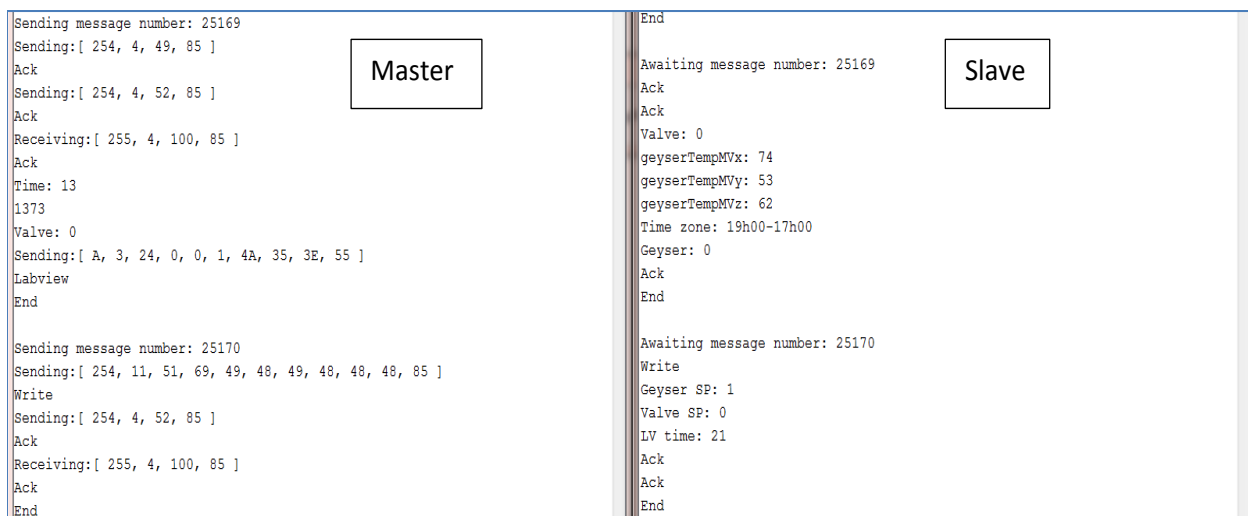 Sending message number: 25169
Sending:[ 254, 4, 49, 85 ]
Ack
Sending:[ 254, 4, 52, 85 ]
Ack
Receiving:[ 255, 4, 100, 85 ]
Ack
Time: 13
1373
Valve: 0
Sending:[ A, 3, 24, 0, 0, 1, 4A, 35, 3E, 55 ]
Labview
End
Sending message number: 25170
Sending:[ 254, 11, 51, 69, 49, 48, 49, 48, 48, 48, 85 ]
Write
Sending:[ 254, 4, 52, 85 ]
Ack
Receiving:[ 255, 4, 100, 85 ]
Ack
End
Master
End
Awaiting message number: 25169
Ack
Ack
Valve: 0
geyserTempMVx: 74
geyserTempMVy: 53
geyserTempMVz: 62
Time zone: 19h00-17h00
Geyser: 0
Ack
End
Awaiting message number: 25170
Write
Geyser SP: 1
Valve SP: 0
LV time: 21
Ack
Ack
End
Slave